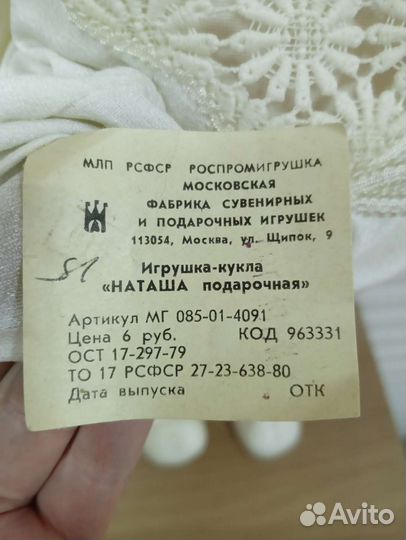 МЛП РСФСР РОСПРОМИГРУШКА
МОСКОВСКАЯ
ФАБРИКА СУВЕНИРНЫХ
И ПОДАРОЧНЫХ ИГРУШЕК
113054, Москва, ул. Щипок, 9
81
Игрушка-кукла
«НАТАША подарочная»
Артикул МГ 085-01-4091
Цена 6 руб. КОД 963331
ОСТ 17-297-79
ТО 17 РСФСР 27-23-638-80
Дата выпуска ОТК
Avito